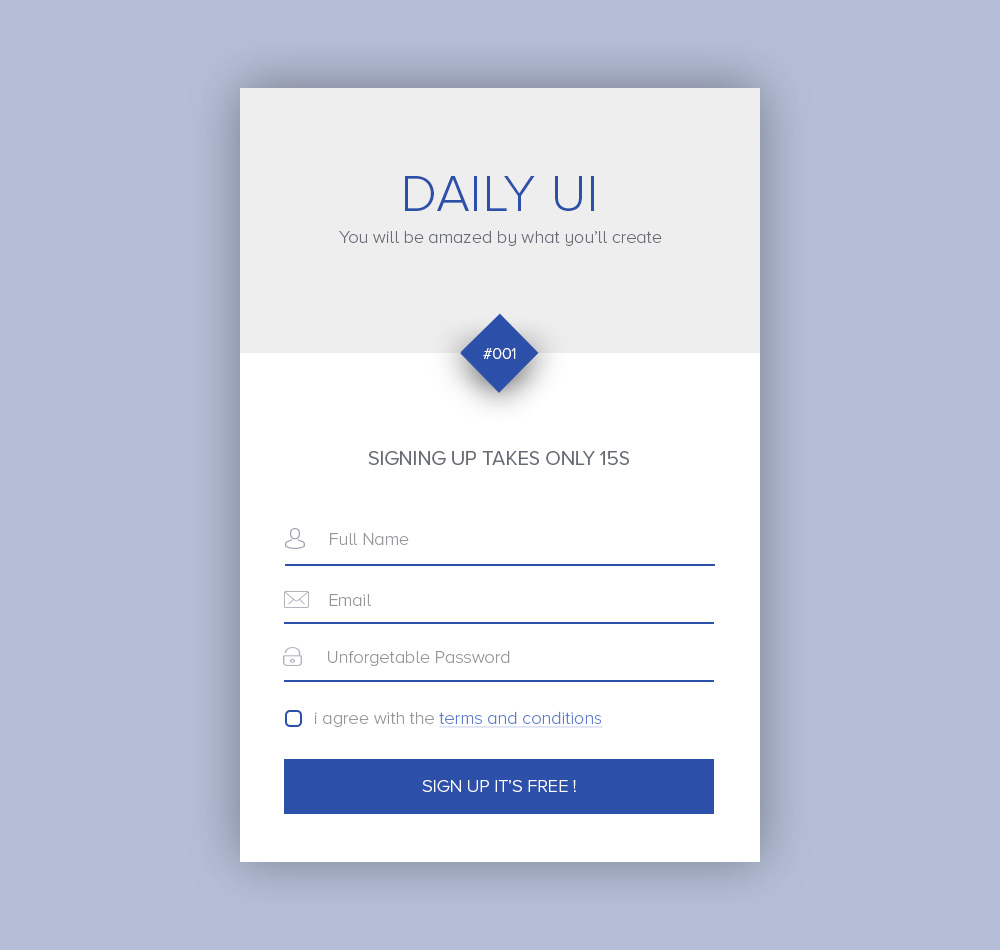 DAILY UI
You will be amazed by what you'll create
#001
SIGNING UP TAKES ONLY 15S
Full Name
Email
Unforgetable Password
i agree with the terms and conditions
SIGN UP IT'S FREE !